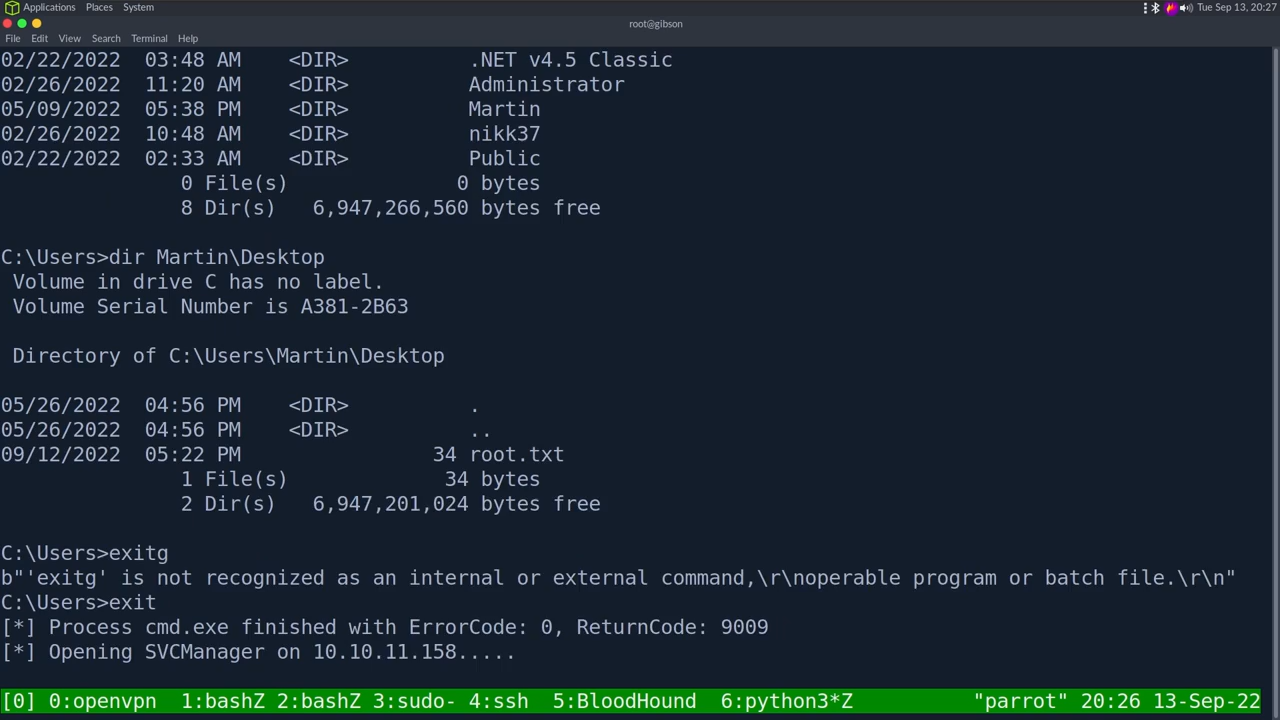 Applications Places System Tue Sep 13, 20:27
root@gibson
File Edit View Search Terminal Help
02/22/2022  03:48 AM    <DIR>          .NET v4.5 Classic
02/26/2022  11:20 AM    <DIR>          Administrator
05/09/2022  05:38 PM    <DIR>          Martin
02/26/2022  10:48 AM    <DIR>          nikk37
02/22/2022  02:33 AM    <DIR>          Public
               0 File(s)              0 bytes
               8 Dir(s)   6,947,266,560 bytes free
C:\Users>dir Martin\Desktop
 Volume in drive C has no label.
 Volume Serial Number is A381-2B63
 Directory of C:\Users\Martin\Desktop
05/26/2022  04:56 PM    <DIR>          .
05/26/2022  04:56 PM    <DIR>          ..
09/12/2022  05:22 PM                34 root.txt
               1 File(s)             34 bytes
               2 Dir(s)   6,947,201,024 bytes free
C:\Users>exitg
b"'exitg' is not recognized as an internal or external command,\r\noperable program or batch file.\r\n"
C:\Users>exit
[*] Process cmd.exe finished with ErrorCode: 0, ReturnCode: 9009
[*] Opening SVCManager on 10.10.11.158.....
[0] 0:openvpn  1:bashZ 2:bashZ 3:sudo- 4:ssh  5:BloodHound  6:python3*Z          "parrot" 20:26 13-Sep-22